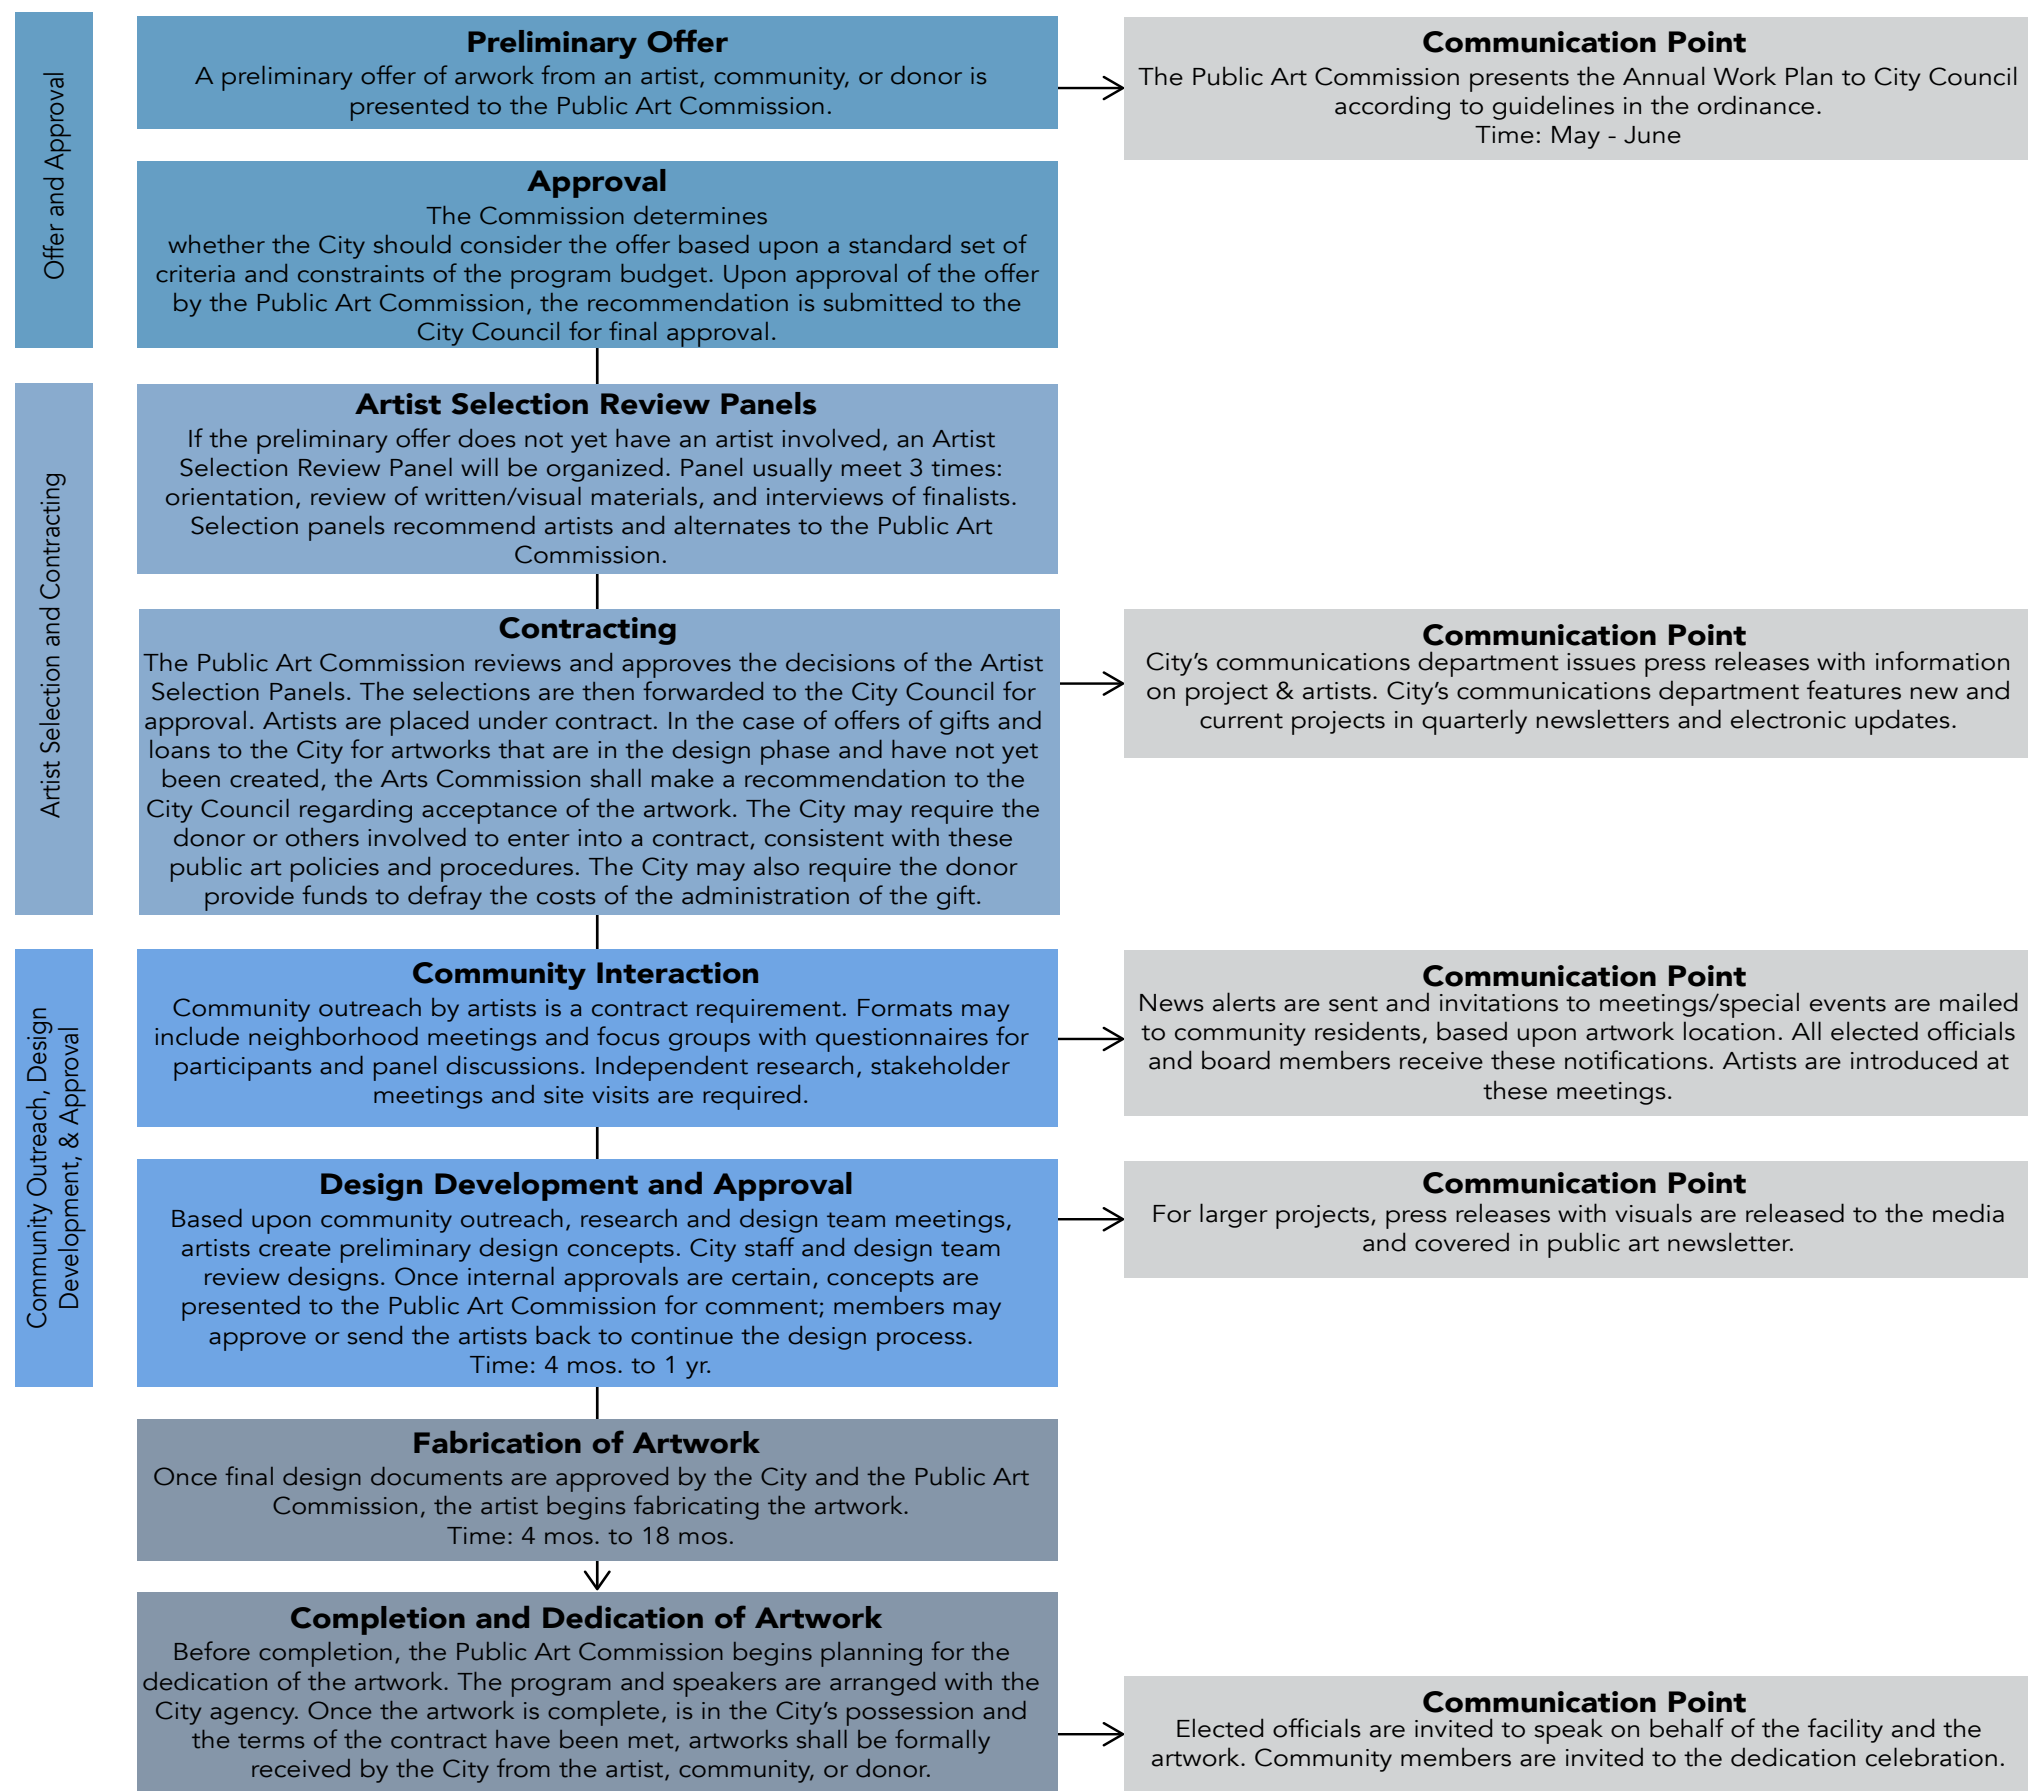 Offer and Approval
Preliminary Offer
A preliminary offer of arwork from an artist, community, or donor is
presented to the Public Art Commission.
Communication Point
The Public Art Commission presents the Annual Work Plan to City Council
according to guidelines in the ordinance.
Time: May - June
Approval
The Commission determines
whether the City should consider the offer based upon a standard set of
criteria and constraints of the program budget. Upon approval of the offer
by the Public Art Commission, the recommendation is submitted to the
City Council for final approval.
Artist Selection and Contracting
Artist Selection Review Panels
If the preliminary offer does not yet have an artist involved, an Artist
Selection Review Panel will be organized. Panel usually meet 3 times:
orientation, review of written/visual materials, and interviews of finalists.
Selection panels recommend artists and alternates to the Public Art
Commission.
Contracting
The Public Art Commission reviews and approves the decisions of the Artist
Selection Panels. The selections are then forwarded to the City Council for
approval. Artists are placed under contract. In the case of offers of gifts and
loans to the City for artworks that are in the design phase and have not yet
been created, the Arts Commission shall make a recommendation to the
City Council regarding acceptance of the artwork. The City may require the
donor or others involved to enter into a contract, consistent with these
public art policies and procedures. The City may also require the donor
provide funds to defray the costs of the administration of the gift.
Communication Point
City’s communications department issues press releases with information
on project & artists. City’s communications department features new and
current projects in quarterly newsletters and electronic updates.
Community Outreach, Design
Development, & Approval
Community Interaction
Community outreach by artists is a contract requirement. Formats may
include neighborhood meetings and focus groups with questionnaires for
participants and panel discussions. Independent research, stakeholder
meetings and site visits are required.
Communication Point
News alerts are sent and invitations to meetings/special events are mailed
to community residents, based upon artwork location. All elected officials
and board members receive these notifications. Artists are introduced at
these meetings.
Design Development and Approval
Based upon community outreach, research and design team meetings,
artists create preliminary design concepts. City staff and design team
review designs. Once internal approvals are certain, concepts are
presented to the Public Art Commission for comment; members may
approve or send the artists back to continue the design process.
Time: 4 mos. to 1 yr.
Communication Point
For larger projects, press releases with visuals are released to the media
and covered in public art newsletter.
Fabrication of Artwork
Once final design documents are approved by the City and the Public Art
Commission, the artist begins fabricating the artwork.
Time: 4 mos. to 18 mos.
Completion and Dedication of Artwork
Before completion, the Public Art Commission begins planning for the
dedication of the artwork. The program and speakers are arranged with the
City agency. Once the artwork is complete, is in the City’s possession and
the terms of the contract have been met, artworks shall be formally
received by the City from the artist, community, or donor.
Communication Point
Elected officials are invited to speak on behalf of the facility and the
artwork. Community members are invited to the dedication celebration.